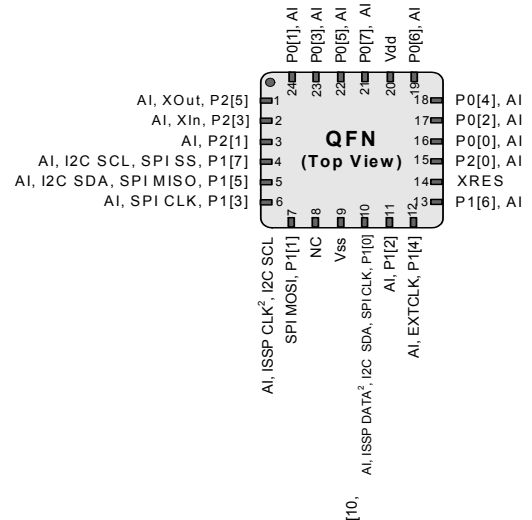 P0[1], AI
P0[3], AI
P0[5], AI
P0[7], AI
Vdd
P0[6], AI
24
23
22
21
20
19
AI, XOut, P2[5]
1
AI, XIn, P2[3]
2
AI, P2[1]
3
AI, I2C SCL, SPI SS, P1[7]
4
AI, I2C SDA, SPI MISO, P1[5]
5
AI, SPI CLK, P1[3]
6
QFN
(Top View)
18
P0[4], AI
17
P0[2], AI
16
P0[0], AI
15
P2[0], AI
14
XRES
13
P1[6], AI
7
8
9
10
11
12
AI, ISSP CLK², I2C SCL
SPI MOSI, P1[1]
NC
Vss
AI, ISSP DATA², I2C SDA, SPI CLK, P1[0]
AI, P1[2]
AI, EXTCLK, P1[4]
[10,